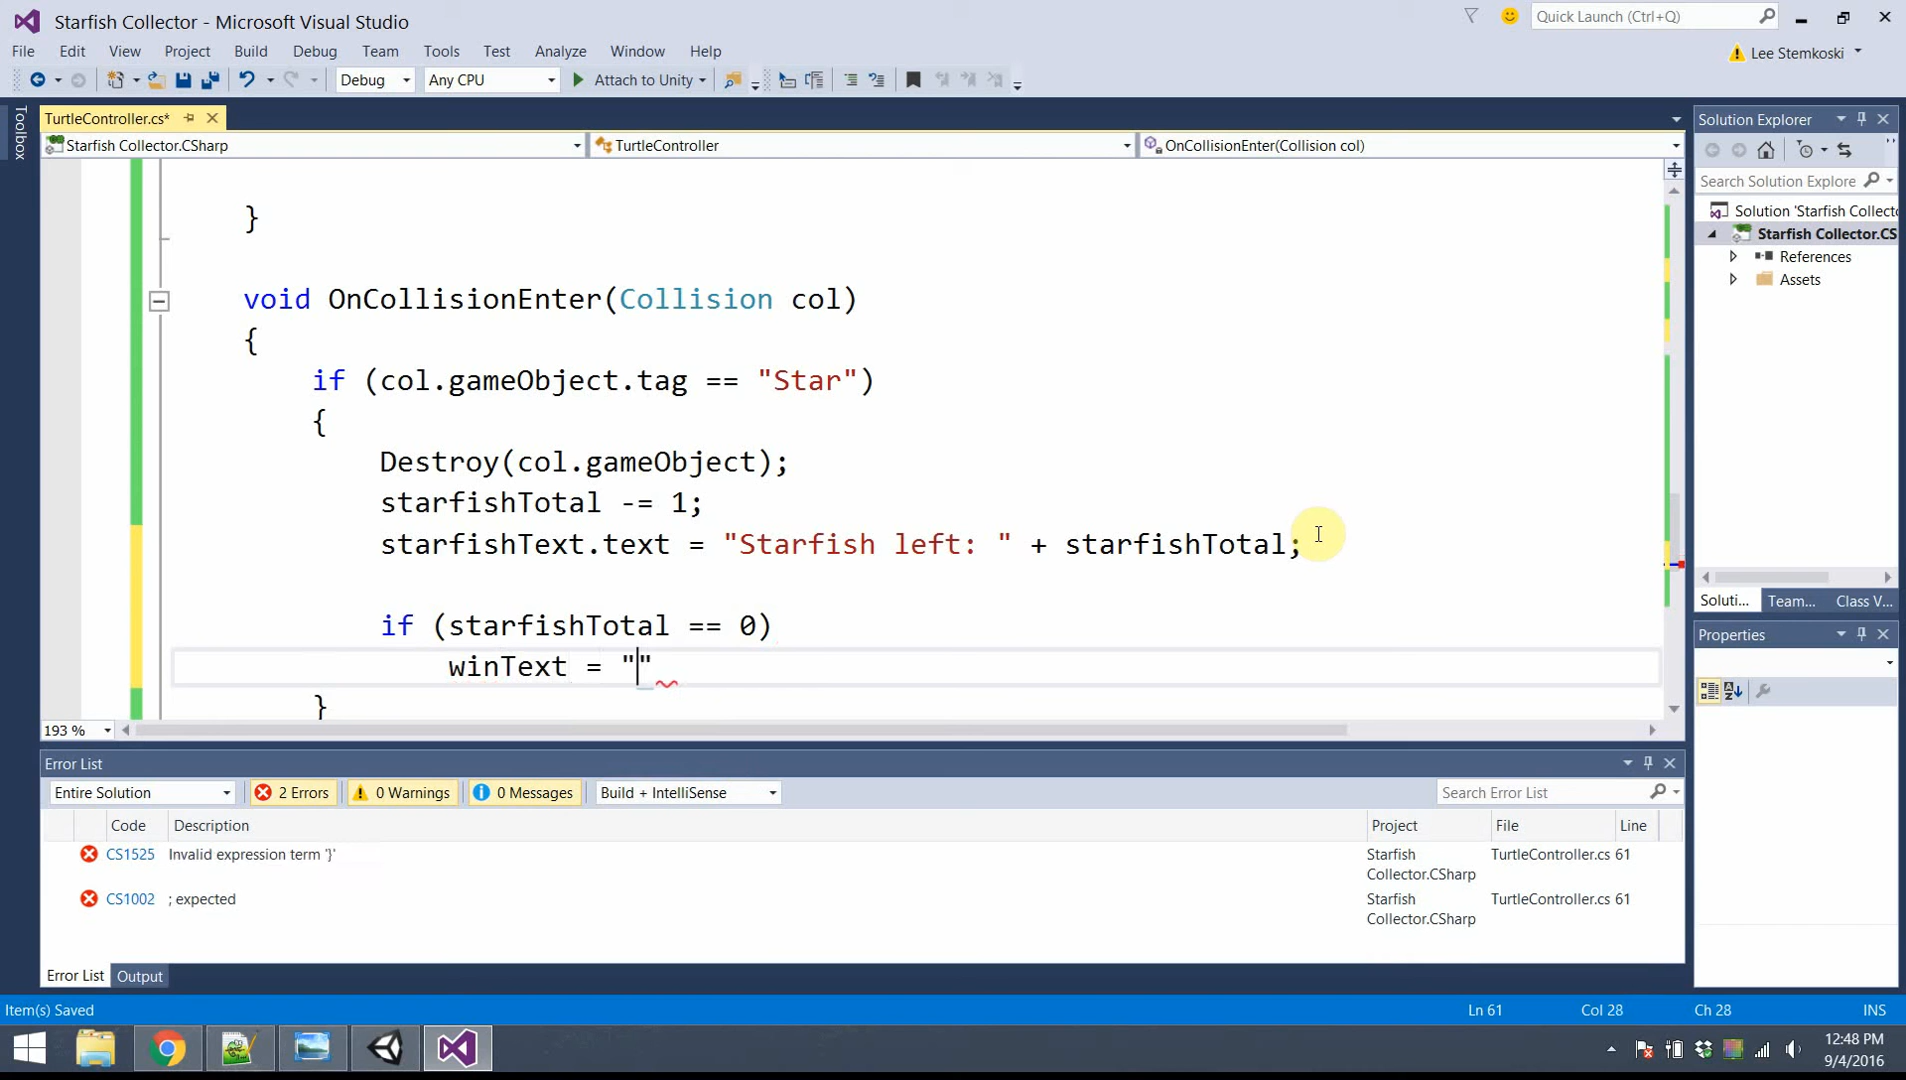 Starfish Collector - Microsoft Visual Studio
Quick Launch (Ctrl+Q)
File Edit View Project Build Debug Team Tools Test Analyze Window Help
Lee Stemkoski
Debug Any CPU Attach to Unity
Toolbox
TurtleController.cs*
Starfish Collector.CSharp TurtleController OnCollisionEnter(Collision col)
}
void OnCollisionEnter(Collision col)
{
if (col.gameObject.tag == "Star")
{
Destroy(col.gameObject);
starfishTotal -= 1;
starfishText.text = "Starfish left: " + starfishTotal;
if (starfishTotal == 0)
winText = ""
}
193 %
Solution Explorer
Search Solution Explore
Solution 'Starfish Collect
Starfish Collector.CS
References
Assets
Soluti... Team... Class V...
Properties
Error List
Entire Solution 2 Errors 0 Warnings 0 Messages Build + IntelliSense Search Error List
Code Description Project File Line
CS1525 Invalid expression term '}' Starfish Collector.CSharp TurtleController.cs 61
CS1002 ; expected Starfish Collector.CSharp TurtleController.cs 61
Error List Output
Item(s) Saved Ln 61 Col 28 Ch 28 INS
12:48 PM
9/4/2016